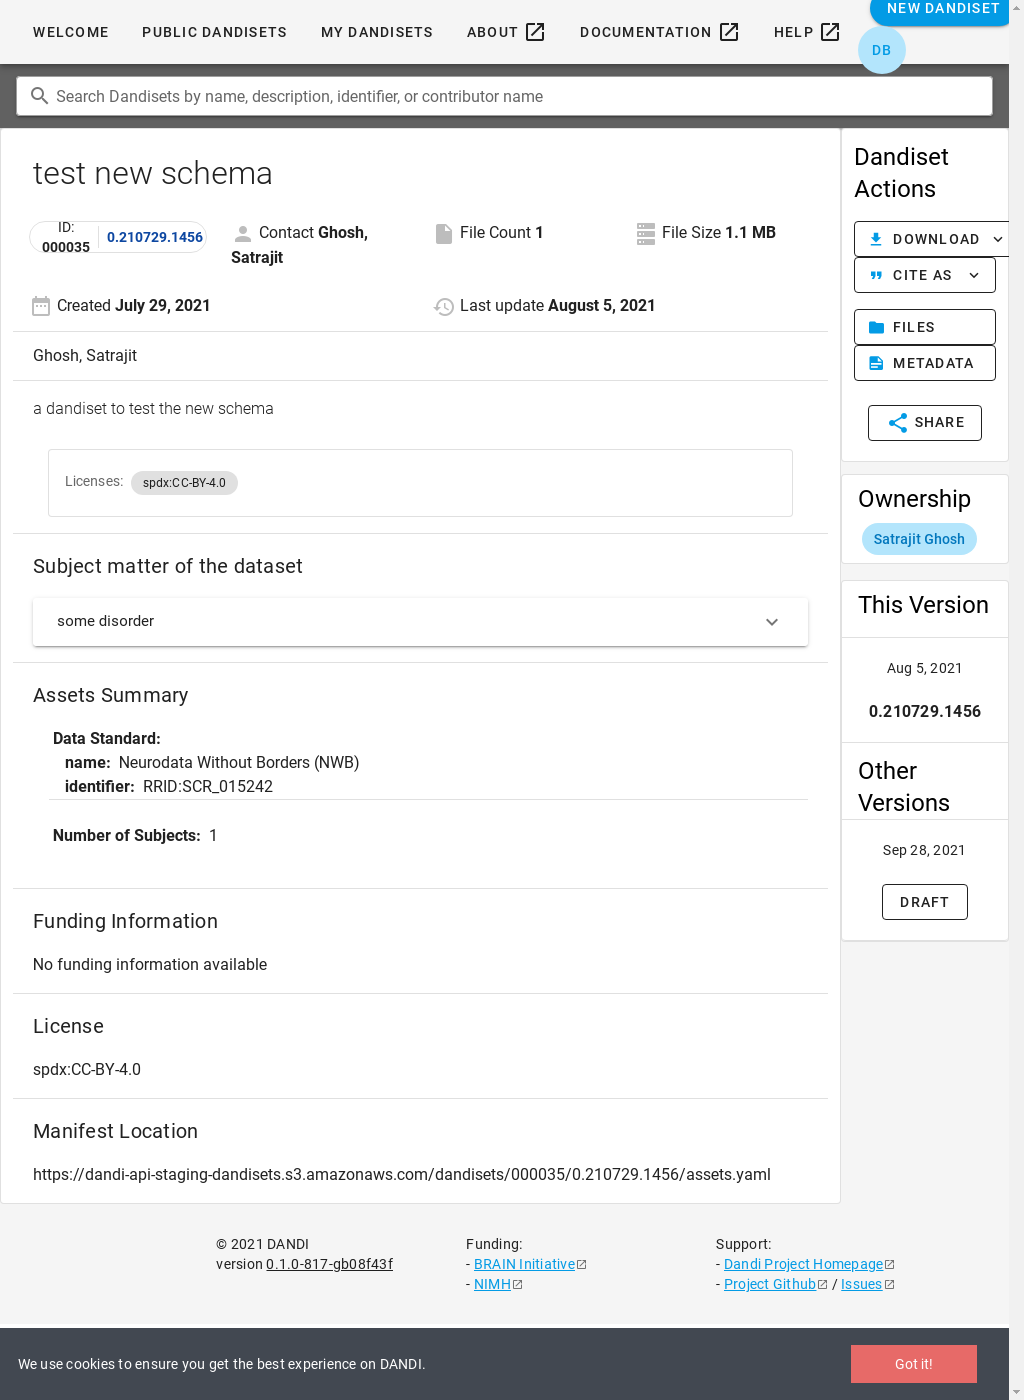 WELCOME PUBLIC DANDISETS MY DANDISETS ABOUT DOCUMENTATION HELP NEW DANDISET
DB
Search Dandisets by name, description, identifier, or contributor name
test new schema
ID: 000035 0.210729.1456
Contact Ghosh, Satrajit
File Count 1
File Size 1.1 MB
Created July 29, 2021
Last update August 5, 2021
Ghosh, Satrajit
a dandiset to test the new schema
Licenses: spdx:CC-BY-4.0
Subject matter of the dataset
some disorder
Assets Summary
Data Standard:
name: Neurodata Without Borders (NWB)
identifier: RRID:SCR_015242
Number of Subjects: 1
Funding Information
No funding information available
License
spdx:CC-BY-4.0
Manifest Location
https://dandi-api-staging-dandisets.s3.amazonaws.com/dandisets/000035/0.210729.1456/assets.yaml
Dandiset
Actions
DOWNLOAD
CITE AS
FILES
METADATA
SHARE
Ownership
Satrajit Ghosh
This Version
Aug 5, 2021
0.210729.1456
Other
Versions
Sep 28, 2021
DRAFT
© 2021 DANDI
version 0.1.0-817-gb08f43f
Funding:
- BRAIN Initiative
- NIMH
Support:
- Dandi Project Homepage
- Project Github / Issues
We use cookies to ensure you get the best experience on DANDI.
Got it!